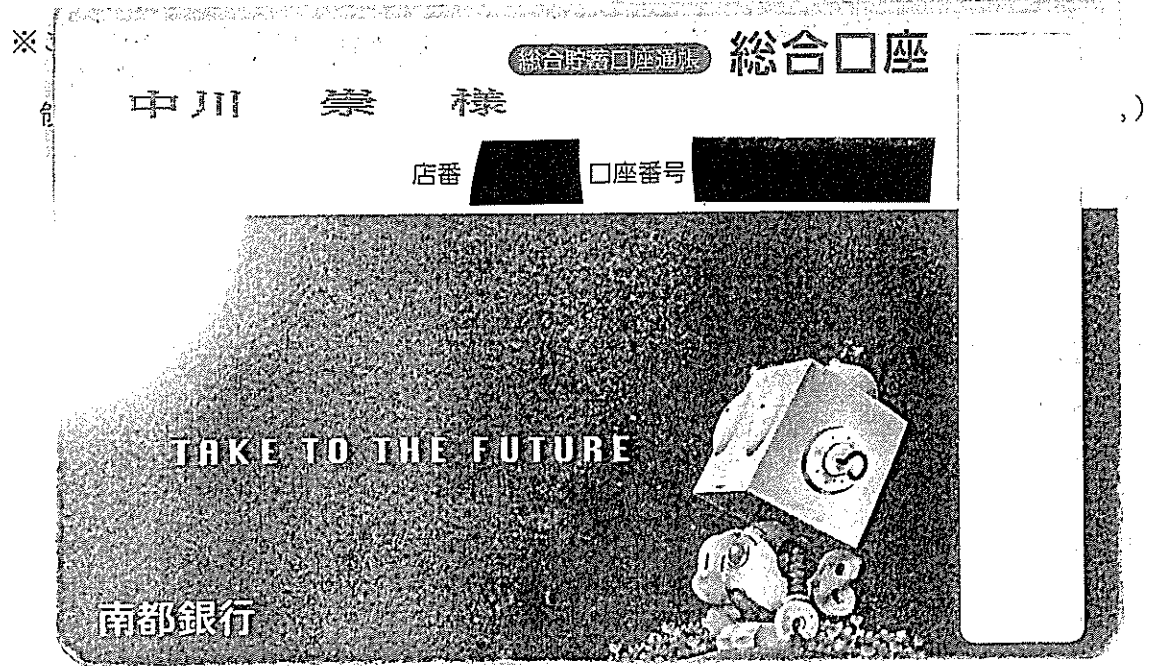 ※こ
総合貯蓄口座通帳 総合口座
中川 崇 様
店番 口座番号
TAKE TO THE FUTURE
南都銀行